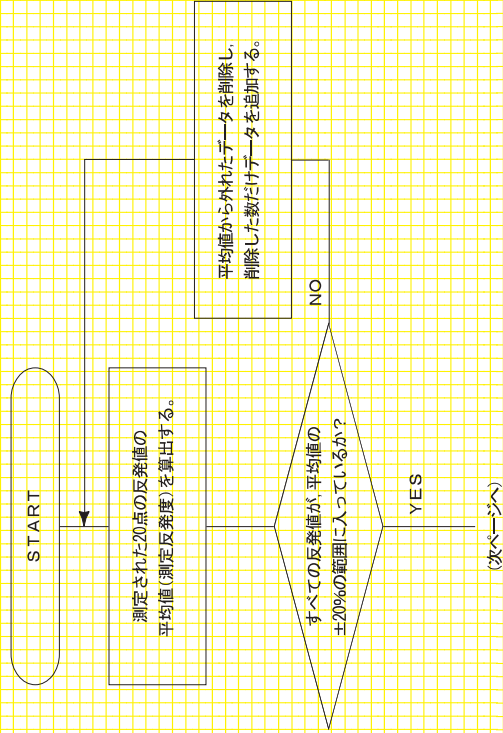 START
測定された20点の反発値の
平均値(測定反発度)を算出する。
すべての反発値が、平均値の
±20%の範囲に入っているか?
NO
平均値から外れたデータを削除し、
削除した数だけデータを追加する。
YES
(次ページへ)